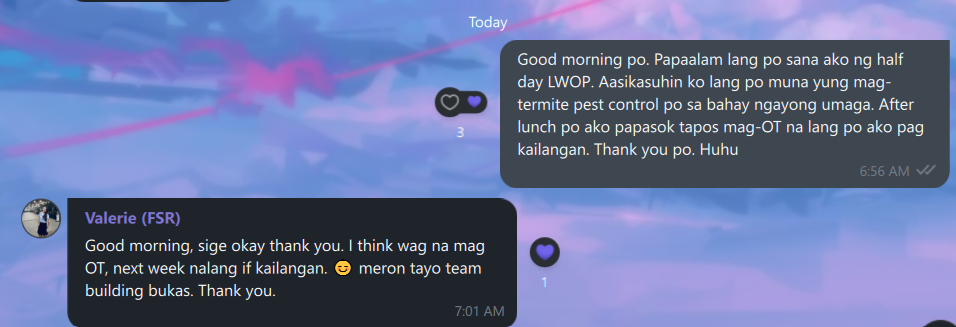 Today
Good morning po. Papaalam lang po sana ako ng half
day LWOP. Aasikasuhin ko lang po muna yung mag-
termite pest control po sa bahay ngayong umaga. After
lunch po ako papasok tapos mag-OT na lang po ako pag
kailangan. Thank you po. Huhu
6:56 AM
3
Valerie (FSR)
Good morning, sige okay thank you. I think wag na mag
OT, next week nalang if kailangan. 😊 meron tayo team
building bukas. Thank you.
7:01 AM
1